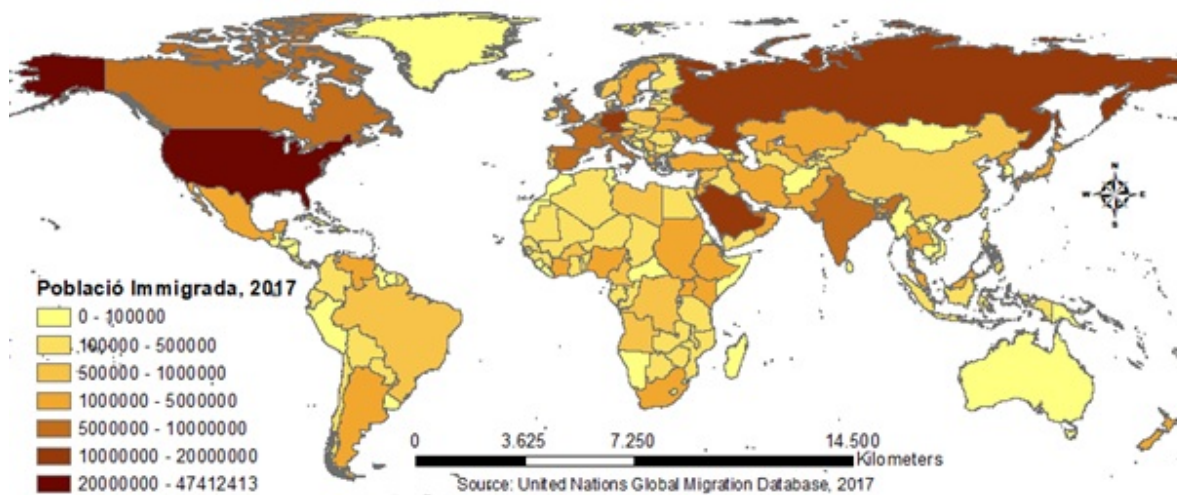 N
W E
S
Població Immigrada, 2017
0 - 100000
100000 - 500000
500000 - 1000000
1000000 - 5000000
5000000 - 10000000
10000000 - 20000000
20000000 - 47412413
0 3.625 7.250 14.500
Kilometers
Source: United Nations Global Migration Database, 2017